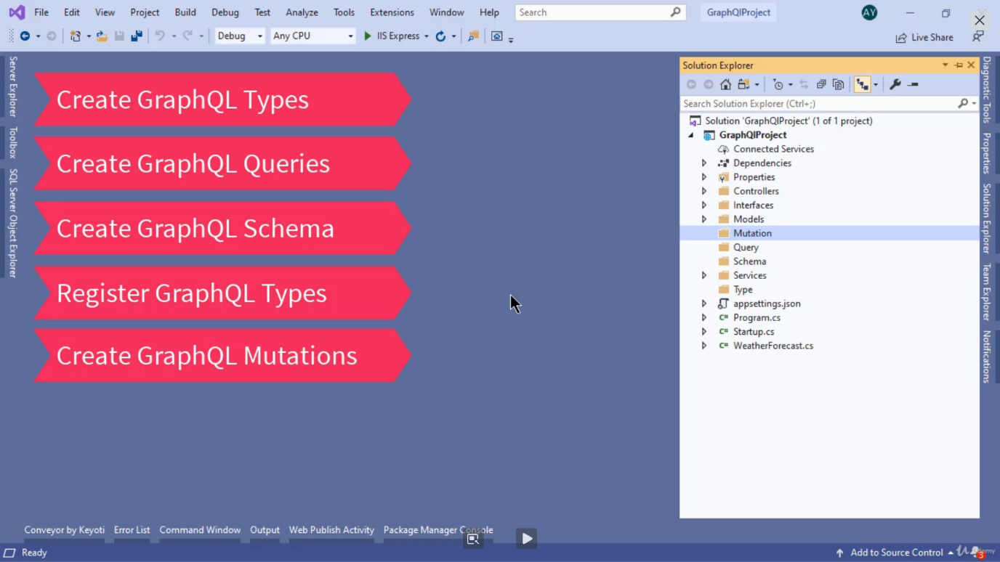 File Edit View Project Build Debug Test Analyze Tools Extensions Window Help Search GraphQlProject AY
Debug Any CPU IIS Express Live Share
Server Explorer
Toolbox
SQL Server Object Explorer
Create GraphQL Types
Create GraphQL Queries
Create GraphQL Schema
Register GraphQL Types
Create GraphQL Mutations
Solution Explorer
Search Solution Explorer (Ctrl+;)
Solution 'GraphQlProject' (1 of 1 project)
GraphQlProject
Connected Services
Dependencies
Properties
Controllers
Interfaces
Models
Mutation
Query
Schema
Services
Type
appsettings.json
C# Program.cs
C# Startup.cs
C# WeatherForecast.cs
Diagnostic Tools
Properties
Solution Explorer
Team Explorer
Notifications
Conveyor by Keyoti Error List Command Window Output Web Publish Activity Package Manager Console
Ready Add to Source Control 3